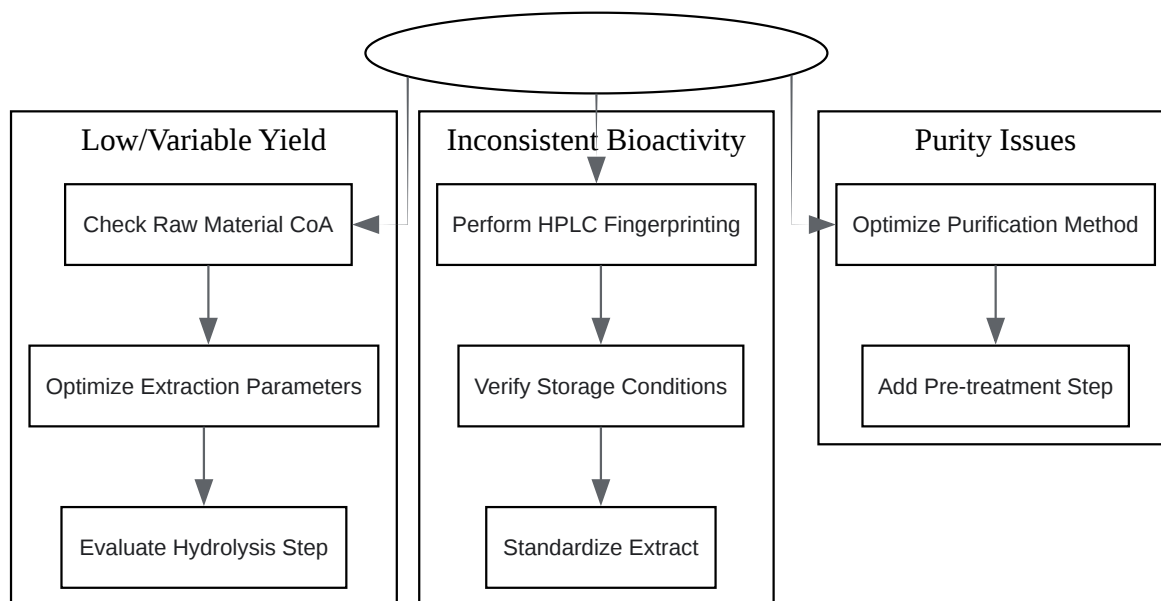 Low/Variable Yield
Check Raw Material CoA
Optimize Extraction Parameters
Evaluate Hydrolysis Step
Inconsistent Bioactivity
Perform HPLC Fingerprinting
Verify Storage Conditions
Standardize Extract
Purity Issues
Optimize Purification Method
Add Pre-treatment Step